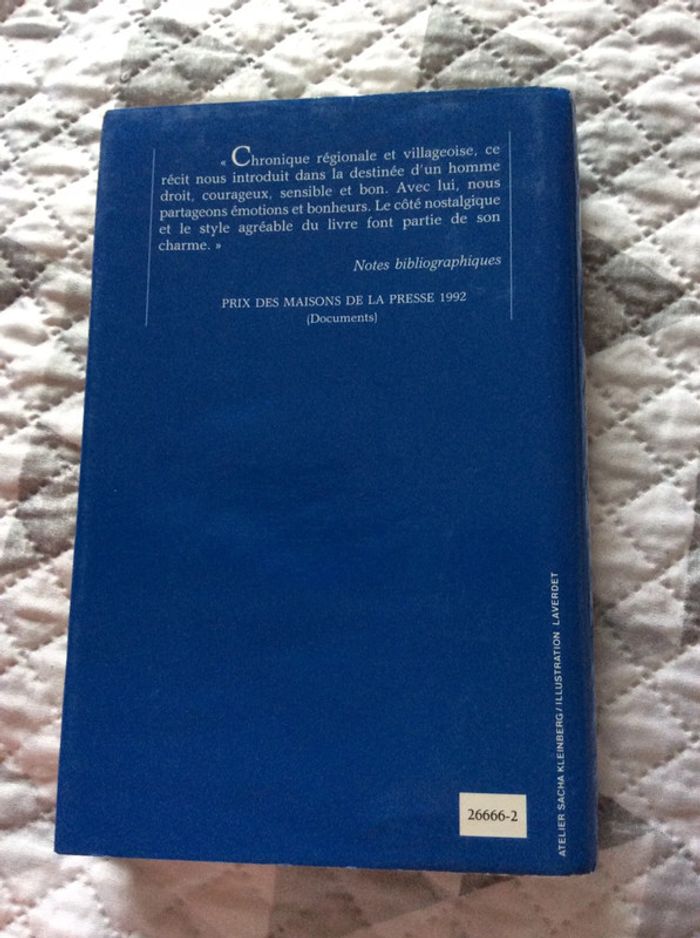 « Chronique régionale et villageoise, ce
récit nous introduit dans la destinée d'un homme
droit, courageux, sensible et bon. Avec lui, nous
partageons émotions et bonheurs. Le côté nostalgique
et le style agréable du livre font partie de son
charme. »
Notes bibliographiques
PRIX DES MAISONS DE LA PRESSE 1992
(Documents)
26666-2
ATELIER SACHA KLEINBERG/ILLUSTRATION LAVERDET